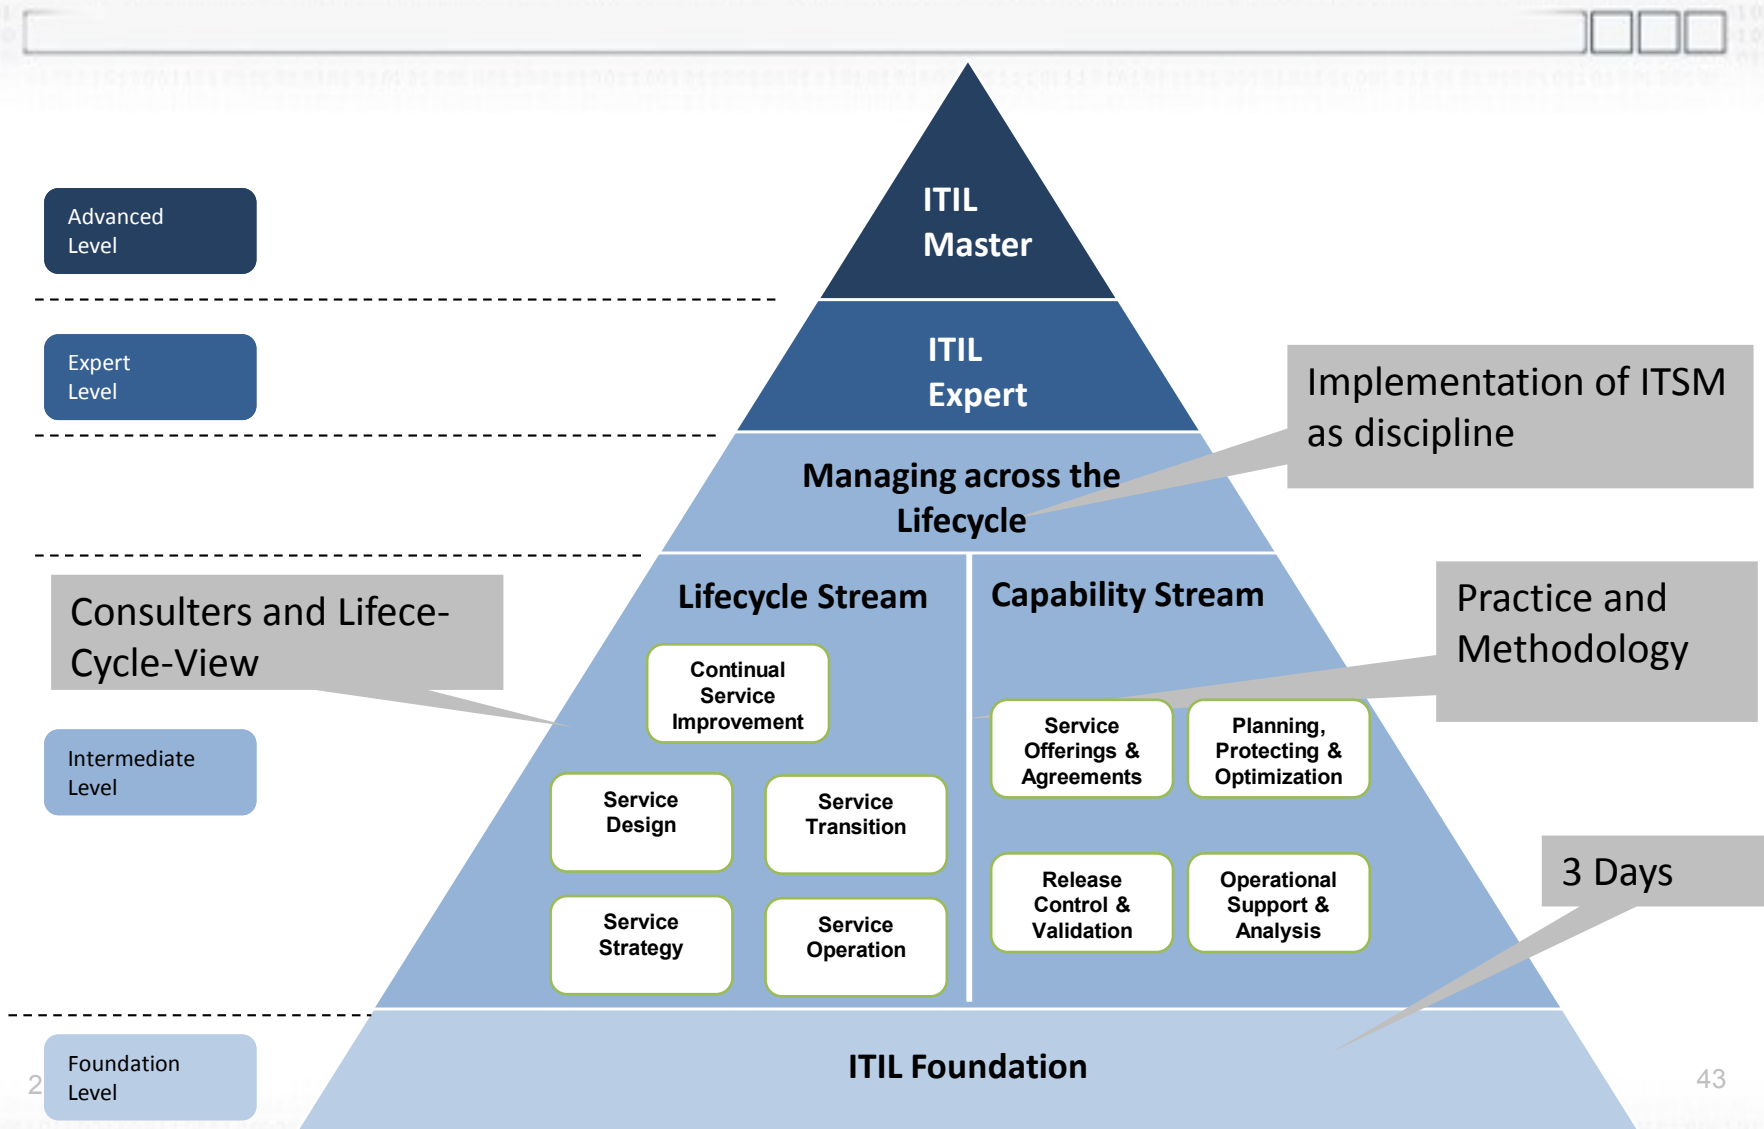 ITIL
Master
Advanced
Level
ITIL
Expert
Expert
Level
Implementation of ITSM
as discipline
Managing across the
Lifecycle
Lifecycle Stream
Capability Stream
Consulters and Lifece-
Cycle-View
Practice and
Methodology
Continual
Service
Improvement
Service
Offerings &
Agreements
Planning,
Protecting &
Optimization
Intermediate
Level
Service
Design
Service
Transition
3 Days
Release
Control &
Validation
Operational
Support &
Analysis
Service
Strategy
Service
Operation
ITIL Foundation
Foundation
Level
2
43